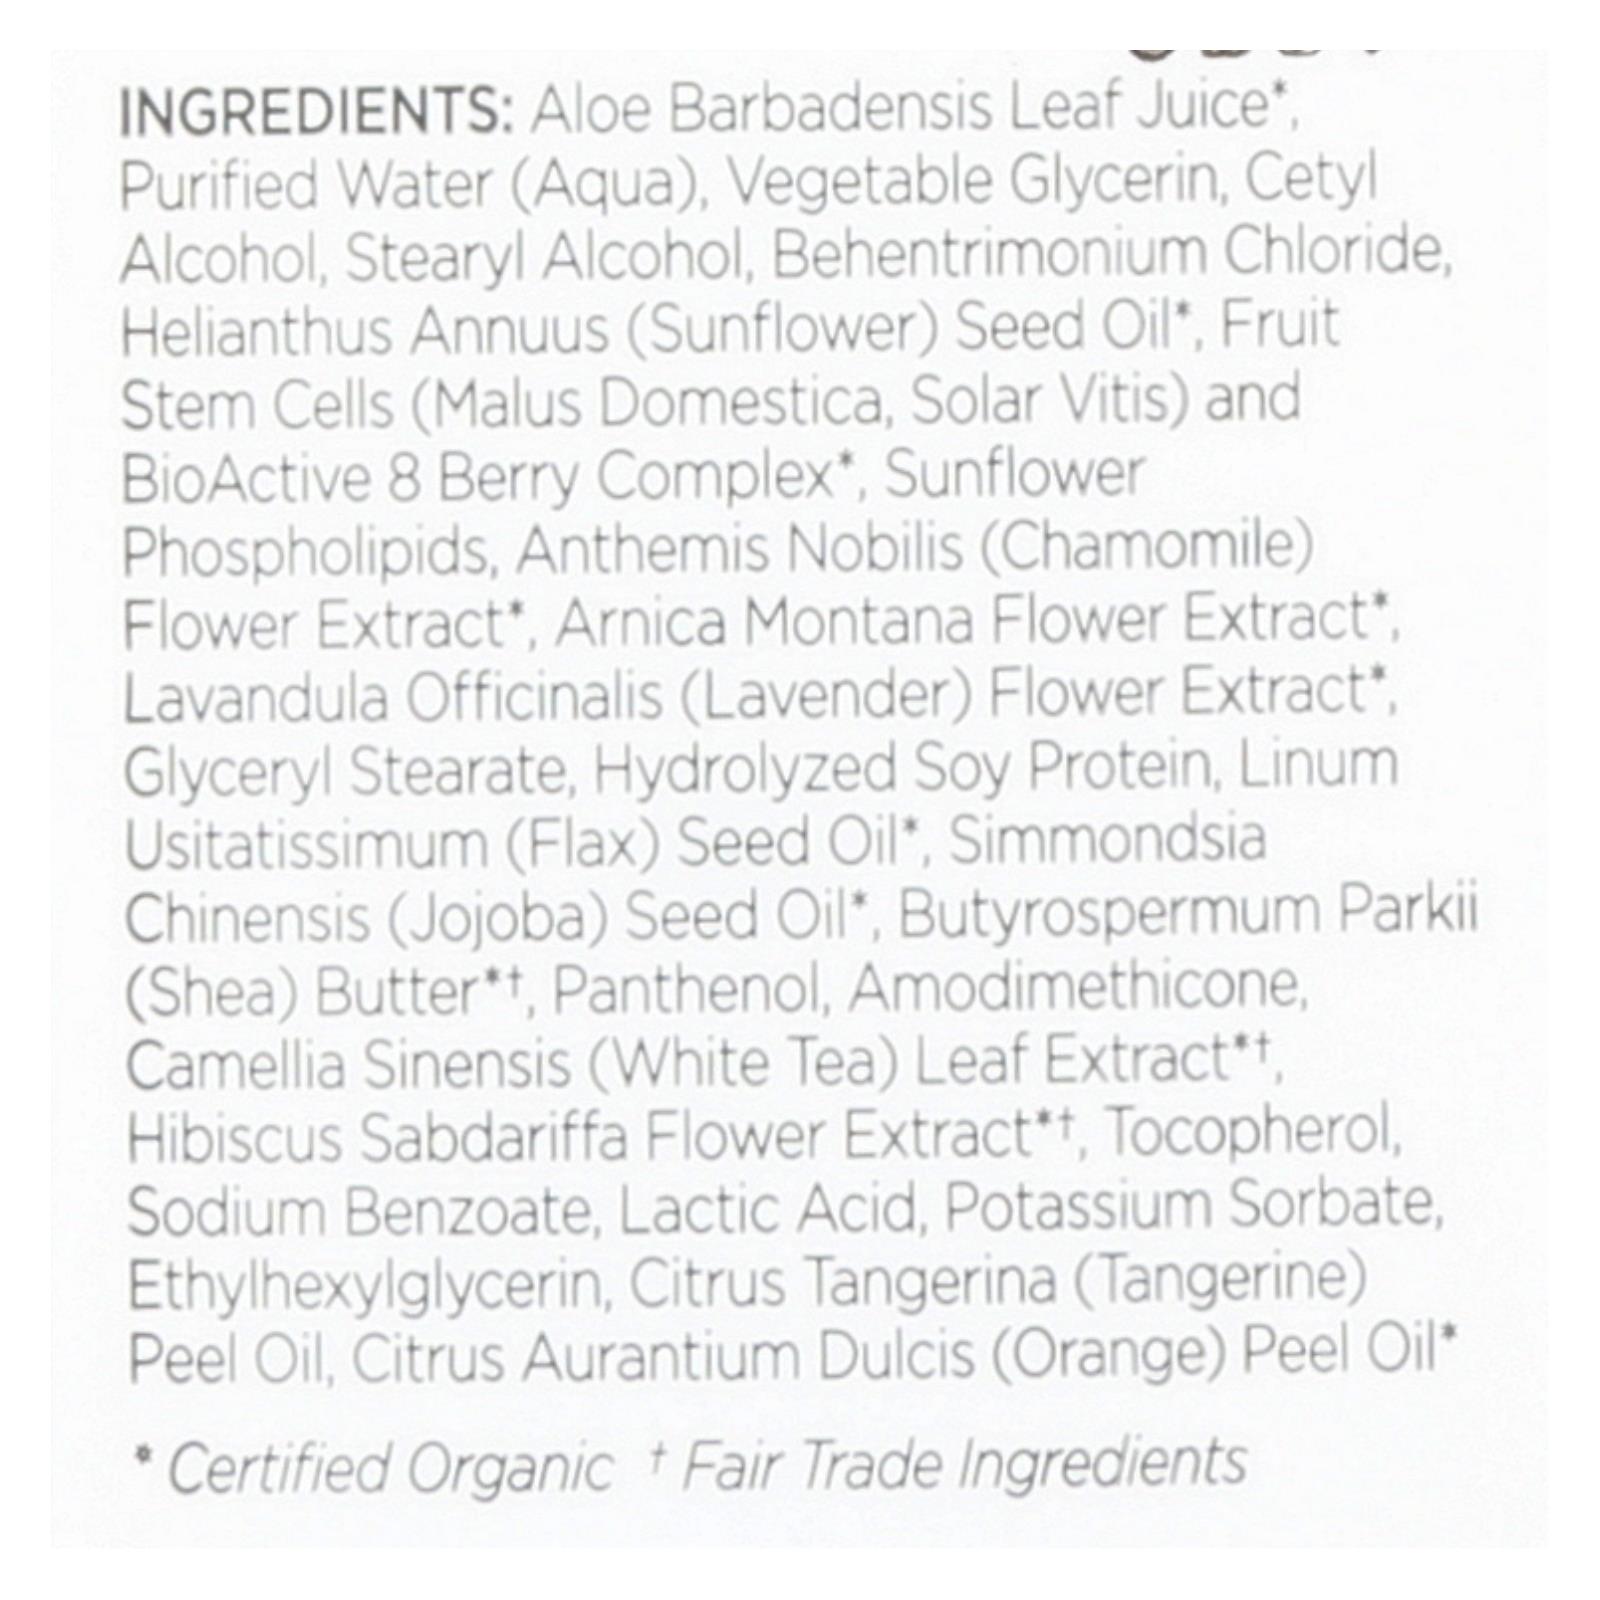 INGREDIENTS: Aloe Barbadensis Leaf Juice*,
Purified Water (Aqua), Vegetable Glycerin, Cetyl
Alcohol, Stearyl Alcohol, Behentrimonium Chloride,
Helianthus Annuus (Sunflower) Seed Oil*, Fruit
Stem Cells (Malus Domestica, Solar Vitis) and
BioActive 8 Berry Complex*, Sunflower
Phospholipids, Anthemis Nobilis (Chamomile)
Flower Extract*, Arnica Montana Flower Extract*,
Lavandula Officinalis (Lavender) Flower Extract*,
Glyceryl Stearate, Hydrolyzed Soy Protein, Linum
Usitatissimum (Flax) Seed Oil*, Simmondsia
Chinensis (Jojoba) Seed Oil*, Butyrospermum Parkii
(Shea) Butter*†, Panthenol, Amodimethicone,
Camellia Sinensis (White Tea) Leaf Extract*†,
Hibiscus Sabdariffa Flower Extract*†, Tocopherol,
Sodium Benzoate, Lactic Acid, Potassium Sorbate,
Ethylhexylglycerin, Citrus Tangerina (Tangerine)
Peel Oil, Citrus Aurantium Dulcis (Orange) Peel Oil*
* Certified Organic † Fair Trade Ingredients